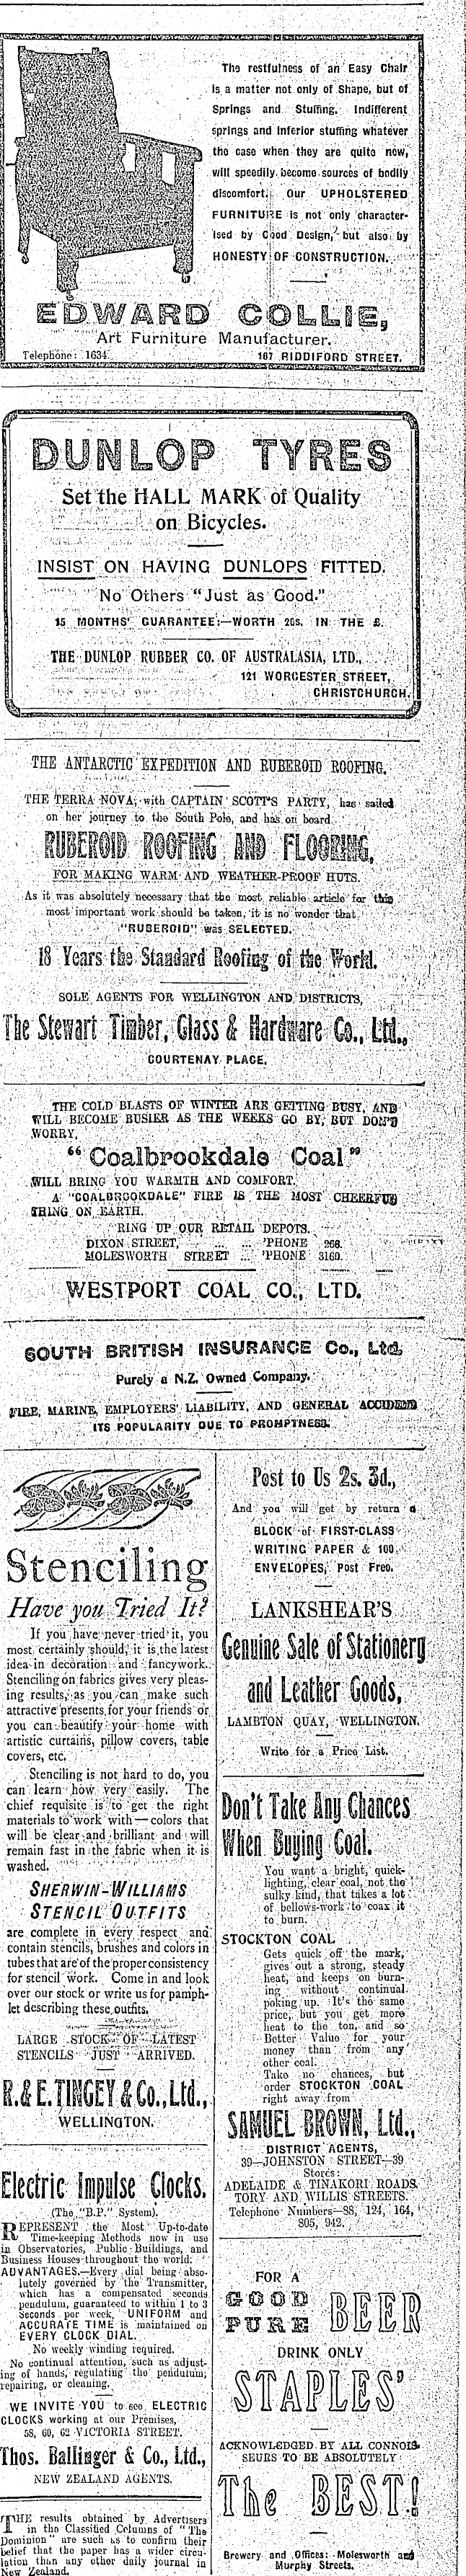 The restfulness of an Easy Chair
is a matter not only of Shape, but of
Springs and Stuffing. Indifferent
springs and inferior stuffing whatever
the case when they are quite new,
will speedily become sources of bodily
discomfort. Our UPHOLSTERED
FURNITURE is not only character-
ised by Good Design, but also by
HONESTY OF CONSTRUCTION.
EDWARD COLLIE,
Art Furniture Manufacturer.
Telephone: 1634 167 RIDDIFORD STREET.
DUNLOP TYRES
Set the HALL MARK of Quality
on Bicycles.
INSIST ON HAVING DUNLOPS FITTED.
No Others "Just as Good."
15 MONTHS' GUARANTEE:—WORTH 20s. IN THE £.
THE DUNLOP RUBBER CO. OF AUSTRALASIA, LTD.,
121 WORCESTER STREET,
CHRISTCHURCH.
THE ANTARCTIC EXPEDITION AND RUBEROID ROOFING.
THE TERRA NOVA, with CAPTAIN SCOTT'S PARTY, has sailed
on her journey to the South Pole, and has on board
RUBEROID ROOFING AND FLOORING,
FOR MAKING WARM AND WEATHER-PROOF HUTS.
As it was absolutely necessary that the most reliable article for this
most important work should be taken, it is no wonder that
"RUBEROID" was SELECTED.
18 Years the Standard Roofing of the World.
SOLE AGENTS FOR WELLINGTON AND DISTRICTS,
The Stewart Timber, Glass & Hardware Co., Ltd.,
COURTENAY PLACE.
THE COLD BLASTS OF WINTER ARE GETTING BUSY, AND
WILL BECOME BUSIER AS THE WEEKS GO BY, BUT DON'T
WORRY.
"Coalbrookdale Coal"
WILL BRING YOU WARMTH AND COMFORT.
A "COALBROOKDALE" FIRE IS THE MOST CHEERFUL
THING ON EARTH.
RING UP OUR RETAIL DEPOTS.
DIXON STREET, ... ... 'PHONE 268.
MOLESWORTH STREET ... 'PHONE 3160.
WESTPORT COAL CO., LTD.
SOUTH BRITISH INSURANCE Co., Ltd.
Purely a N.Z. Owned Company.
FIRE, MARINE, EMPLOYERS' LIABILITY, AND GENERAL ACCIDENT
ITS POPULARITY DUE TO PROMPTNESS.
Stenciling
Have you Tried It?
If you have never tried it, you
most certainly should, it is the latest
idea in decoration and fancywork.
Stenciling on fabrics gives very pleas-
ing results, as you can make such
attractive presents for your friends or
you can beautify your home with
artistic curtains, pillow covers, table
covers, etc.
Stenciling is not hard to do, you
can learn how very easily. The
chief requisite is to get the right
materials to work with—colors that
will be clear and brilliant and will
remain fast in the fabric when it is
washed.
SHERWIN-WILLIAMS
STENCIL OUTFITS
are complete in every respect and
contain stencils, brushes and colors in
tubes that are of the proper consistency
for stencil work. Come in and look
over our stock or write us for pamph-
let describing these outfits.
LARGE STOCK OF LATEST
STENCILS JUST ARRIVED.
R. & E. TINGEY & Co., Ltd.,
WELLINGTON.
Electric Impulse Clocks.
(The "B.P." System).
REPRESENT the Most Up-to-date
Time-keeping Methods now in use
in Observatories, Public Buildings, and
Business Houses throughout the world.
ADVANTAGES.—Every dial being abso-
lutely governed by the Transmitter,
which has a compensated seconds
pendulum, guaranteed to within 1 to 3
Seconds per week, UNIFORM and
ACCURATE TIME is maintained on
EVERY CLOCK DIAL.
No weekly winding required.
No continual attention, such as adjust-
ing of hands, regulating the pendulum,
repairing, or cleaning.
WE INVITE YOU to see ELECTRIC
CLOCKS working at our Premises,
58, 60, 62 VICTORIA STREET.
Thos. Ballinger & Co., Ltd.,
NEW ZEALAND AGENTS.
THE results obtained by Advertisers
in the Classified Columns of "The
Dominion" are such as to confirm their
belief that the paper has a wider circu-
lation than any other daily journal in
New Zealand.
Post to Us 2s. 3d.,
And you will get by return a
BLOCK of FIRST-CLASS
WRITING PAPER & 100
ENVELOPES, Post Free.
LANKSHEAR'S
Genuine Sale of Stationery
and Leather Goods,
LAMBTON QUAY, WELLINGTON.
Write for a Price List.
Don't Take Any Chances
When Buying Coal.
You want a bright, quick-
lighting, clear coal, not the
sulky kind, that takes a lot
of bellows-work to coax it
to burn.
STOCKTON COAL
Gets quick off the mark,
gives out a strong, steady
heat, and keeps on burn-
ing without continual
poking up. It's the same
price, but you get more
heat to the ton, and so
Better Value for your
money than from any
other coal.
Take no chances, but
order STOCKTON COAL
right away from
SAMUEL BROWN, Ltd.,
DISTRICT AGENTS,
39—JOHNSTON STREET—39
Stores:
ADELAIDE & TINAKORI ROADS.
TORY AND WILLIS STREETS.
Telephone Numbers—88, 124, 164,
805, 942.
FOR A
GOOD
PURE BEER
DRINK ONLY
STAPLES'
ACKNOWLEDGED BY ALL CONNOIS-
SEURS TO BE ABSOLUTELY
The BEST!
Brewery and Offices: Molesworth and
Murphy Streets.